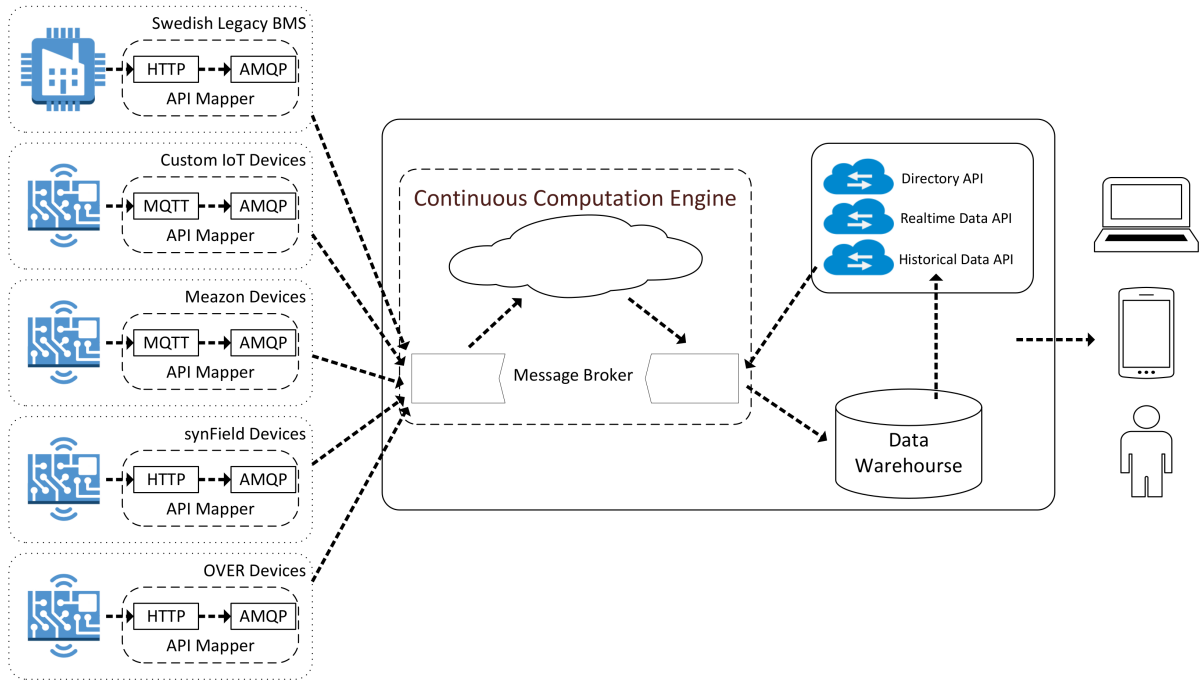 Swedish Legacy BMS
HTTP
AMQP
API Mapper
Custom IoT Devices
MQTT
AMQP
API Mapper
Meazon Devices
MQTT
AMQP
API Mapper
synField Devices
HTTP
AMQP
API Mapper
OVER Devices
HTTP
AMQP
API Mapper
Continuous Computation Engine
Message Broker
Directory API
Realtime Data API
Historical Data API
Data
Warehourse